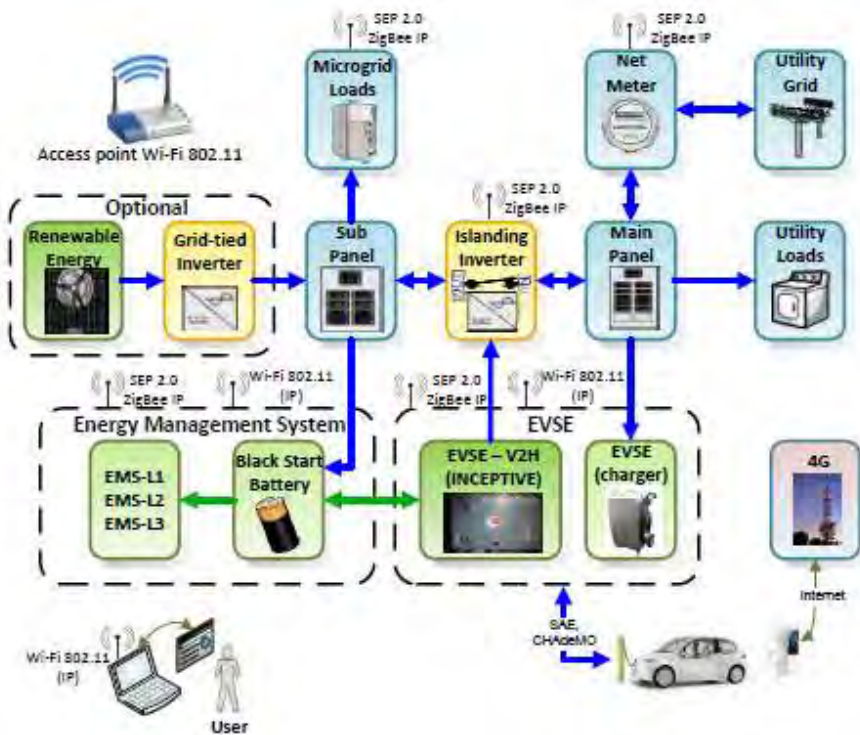 SEP 2.0
ZigBee IP
SEP 2.0
ZigBee IP
Microgrid
Loads
Net
Meter
Utility
Grid
Access point Wi-Fi 802.11
SEP 2.0
ZigBee IP
Optional
Renewable
Energy
Grid-tied
Inverter
Sub
Panel
Islanding
Inverter
Main
Panel
Utility
Loads
SEP 2.0
ZigBee IP
Wi-Fi 802.11
(IP)
SEP 2.0
ZigBee IP
Wi-Fi 802.11
(IP)
Energy Management System
EVSE
EMS-L1
EMS-L2
EMS-L3
Black Start
Battery
EVSE – V2H
(INCEPTIVE)
EVSE
(charger)
4G
Internet
SAE,
CHAdeMO
Wi-Fi 802.11
(IP)
User